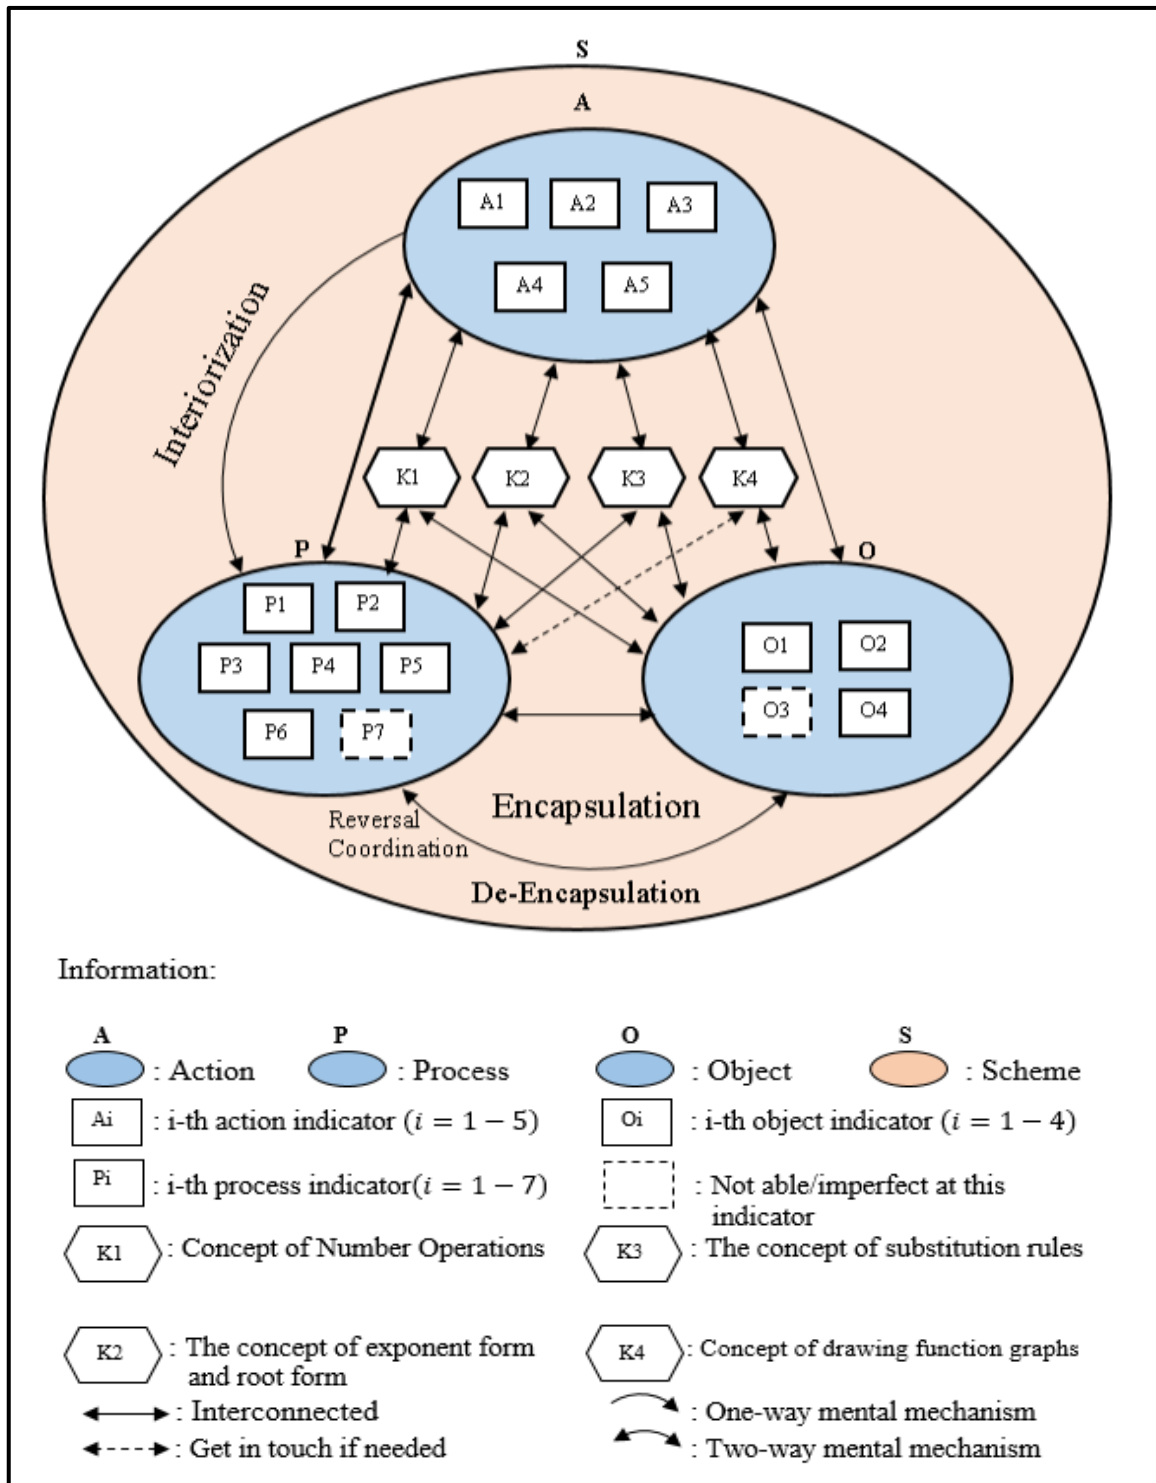 S
A
A1 A2 A3
A4 A5
Interiorization
K1 K2 K3 K4
P O
P1 P2
P3 P4 P5
P6 P7
O1 O2
O3 O4
Encapsulation
Reversal
Coordination
De-Encapsulation
Information:
A P O S
: Action : Process : Object : Scheme
Ai : i-th action indicator (i = 1 − 5)
Oi : i-th object indicator (i = 1 − 4)
Pi : i-th process indicator(i = 1 − 7)
: Not able/imperfect at this
indicator
K1 : Concept of Number Operations
K3 : The concept of substitution rules
K2 : The concept of exponent form
and root form
K4 : Concept of drawing function graphs
: Interconnected
: One-way mental mechanism
: Get in touch if needed
: Two-way mental mechanism